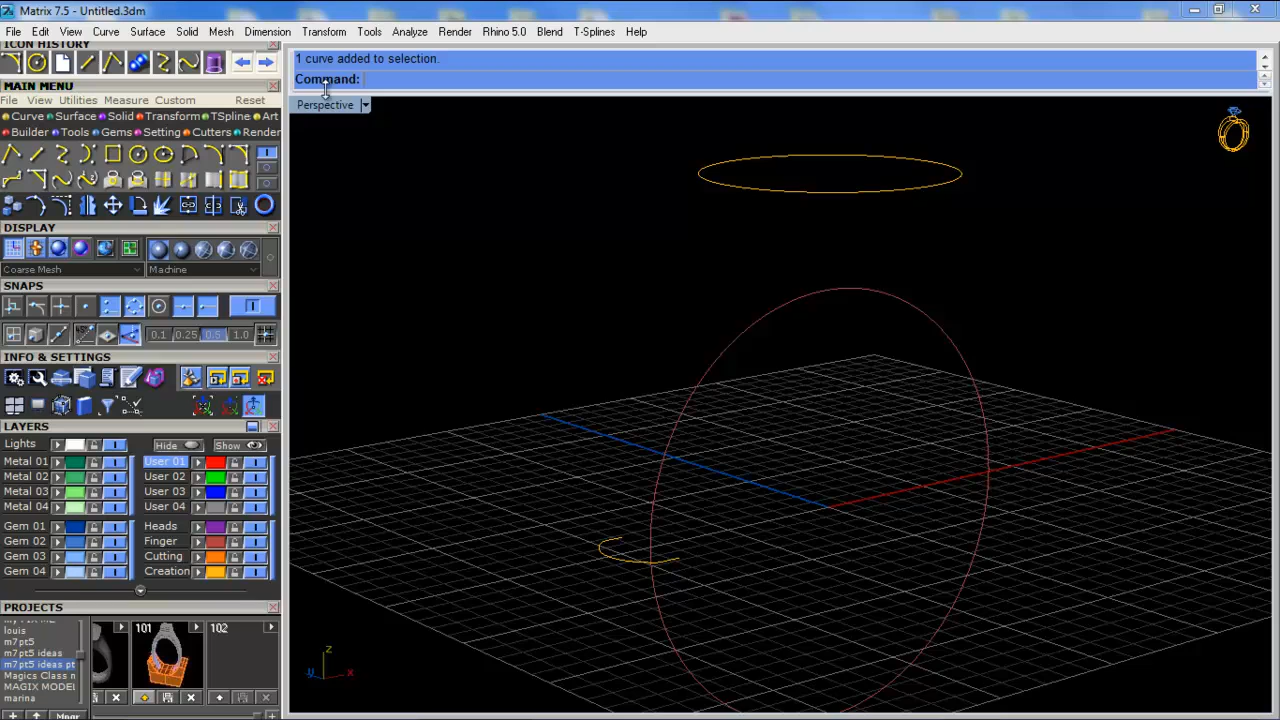 Matrix 7.5 - Untitled.3dm
File Edit View Curve Surface Solid Mesh Dimension Transform Tools Analyze Render Rhino 5.0 Blend T-Splines Help
ICON HISTORY
1 curve added to selection.
Command:
MAIN MENU
File View Utilities Measure Custom Reset
Perspective
Curve Surface Solid Transform TSpline Art
Builder Tools Gems Setting Cutters Render
DISPLAY
Coarse Mesh Machine
SNAPS
0.1 0.25 0.5 1.0
INFO & SETTINGS
LAYERS
Lights Hide Show
Metal 01 User 01
Metal 02 User 02
Metal 03 User 03
Metal 04 User 04
Gem 01 Heads
Gem 02 Finger
Gem 03 Cutting
Gem 04 Creation
PROJECTS
louis 101 102
m7pt5
m7pt5 ideas
m7pt5 ideas pt
Magics Class n
MAGIX MODEL
marina
z
y x